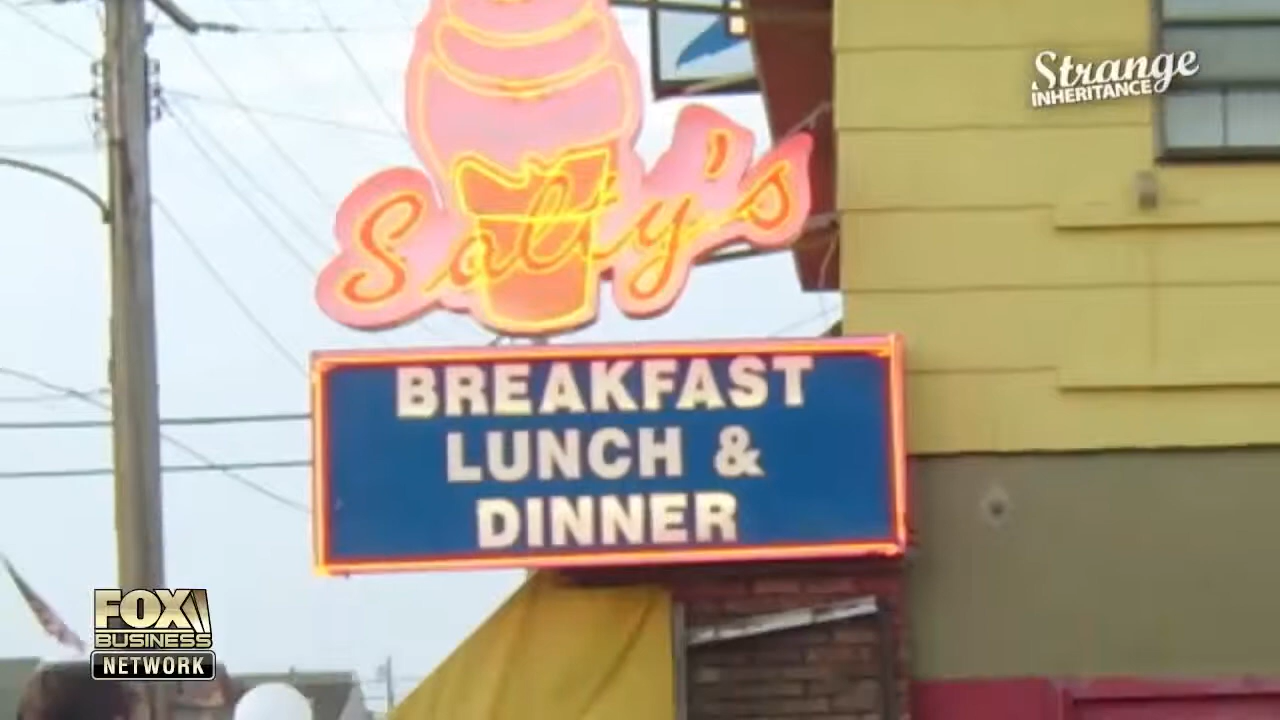 Strange
INHERITANCE
Salty's
BREAKFAST
LUNCH &
DINNER
FOX
BUSINESS
NETWORK